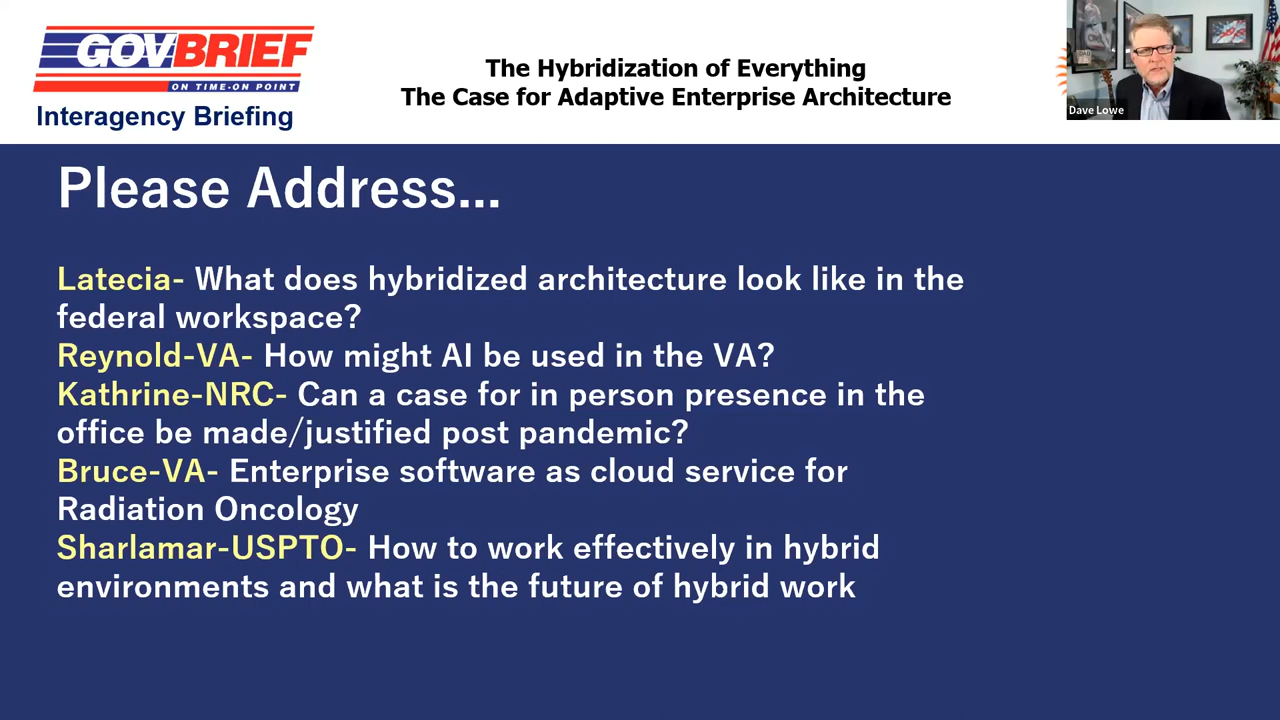 GOVBRIEF
ON TIME-ON POINT
Interagency Briefing
The Hybridization of Everything
The Case for Adaptive Enterprise Architecture
Dave Lowe
Please Address...
Latecia- What does hybridized architecture look like in the
federal workspace?
Reynold-VA- How might AI be used in the VA?
Kathrine-NRC- Can a case for in person presence in the
office be made/justified post pandemic?
Bruce-VA- Enterprise software as cloud service for
Radiation Oncology
Sharlamar-USPTO- How to work effectively in hybrid
environments and what is the future of hybrid work